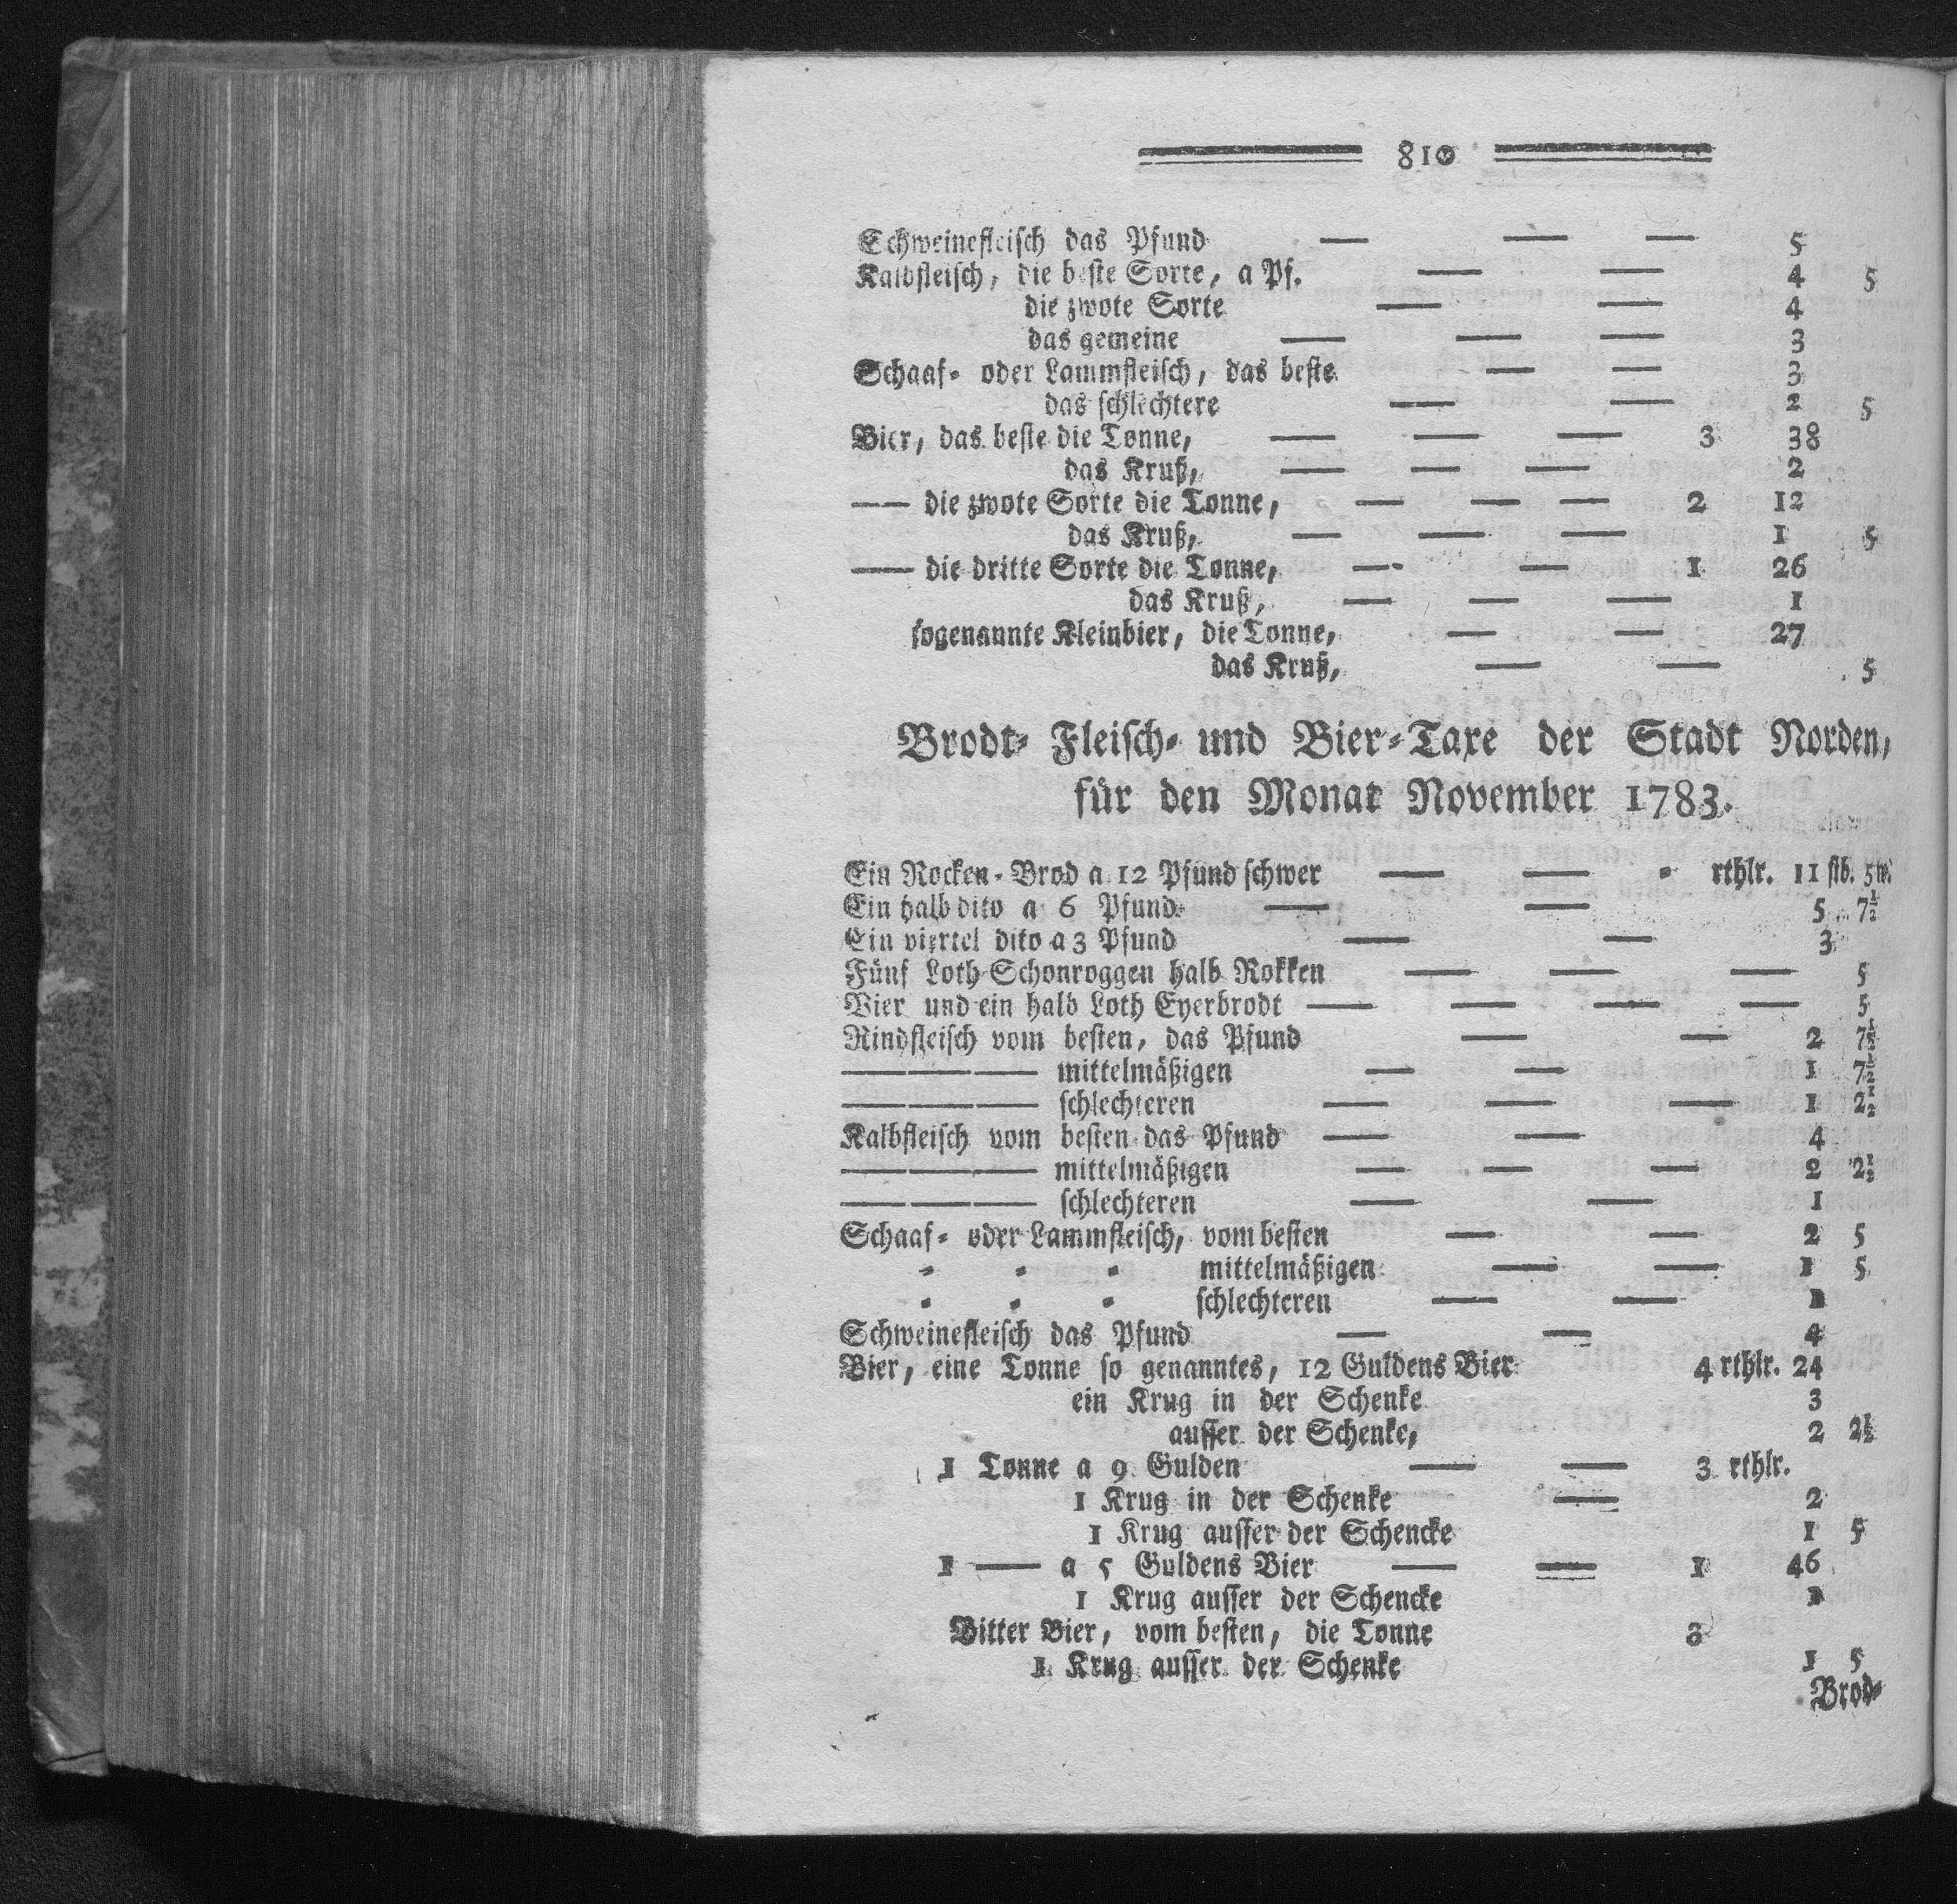 810
Schweinefleisch das Pfund — — — 5
Kalbfleisch, die beste Sorte, a Pf. — — 4 5
die zwote Sorte — — 4
das gemeine — — — 3
Schaaf- oder Lammfleisch, das beste — — 3
das schlechtere — — 2 5
Bier, das beste die Tonne, — — — 3 38
das Kruß, — — — 2
— die zwote Sorte die Tonne, — — — 2 12
das Kruß, — — — 1 5
— die dritte Sorte die Tonne, — — 1 26
das Kruß, — — — 1
sogenannte Kleinbier, die Tonne, — — 27
das Kruß, — — 5
Brodt- Fleisch- und Bier-Taxe der Stadt Norden,
für den Monat November 1783.
Ein Rocken-Brod a 12 Pfund schwer — — - rthlr. 11 stb. 5 w.
Ein halb dito a 6 Pfund — — 5 7½
Ein viertel dito a 3 Pfund — — 3
Fünf Loth Schonroggen halb Rokken — — — 5
Vier und ein halb Loth Eyerbrodt — — — — 5
Rindfleisch vom besten, das Pfund — — 2 7½
— — — mittelmäßigen — — 1 7½
— — — schlechteren — — — 1 2½
Kalbfleisch vom besten das Pfund — — 4
— — — mittelmäßigen — — — 2 2½
— — — schlechteren — — 1
Schaaf- oder Lammfleisch, vom besten — — 2 5
- - - mittelmäßigen — — 1 5
- - - schlechteren — — 1
Schweinefleisch das Pfund — — 4
Bier, eine Tonne so genanntes, 12 Guldens Bier 4 rthlr. 24
ein Krug in der Schenke 3
ausser der Schenke, 2 2½
1 Tonne a 9 Gulden — — 3 rthlr.
1 Krug in der Schenke — 2
1 Krug ausser der Schencke 1 5
1 — a 5 Guldens Bier — — 1 46
1 Krug ausser der Schencke 1
Bitter Bier, vom besten, die Tonne 3
1 Krug ausser der Schenke 1 5
Brod-